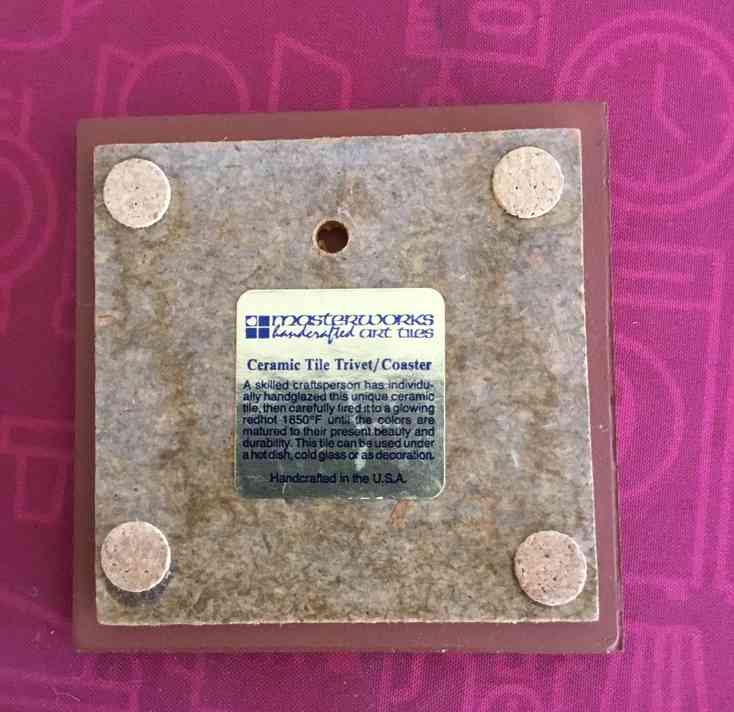 masterworks
handcrafted art tiles
Ceramic Tile Trivet/Coaster
A skilled craftsperson has individu-
ally handglazed this unique ceramic
tile, then carefully fired it to a glowing
redhot 1850°F until the colors are
matured to their present beauty and
durability. This tile can be used under
a hot dish, cold glass or as decoration.
Handcrafted in the U.S.A.